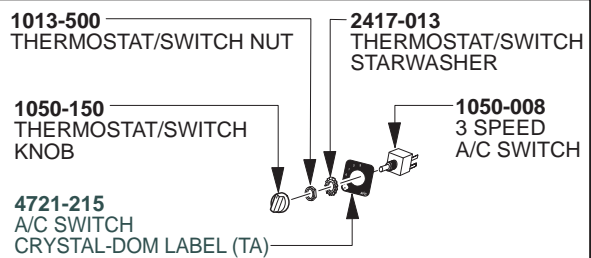 1013-500
THERMOSTAT/SWITCH NUT
2417-013
THERMOSTAT/SWITCH
STARWASHER
1050-150
THERMOSTAT/SWITCH
KNOB
1050-008
3 SPEED
A/C SWITCH
4721-215
A/C SWITCH
CRYSTAL-DOM LABEL (TA)